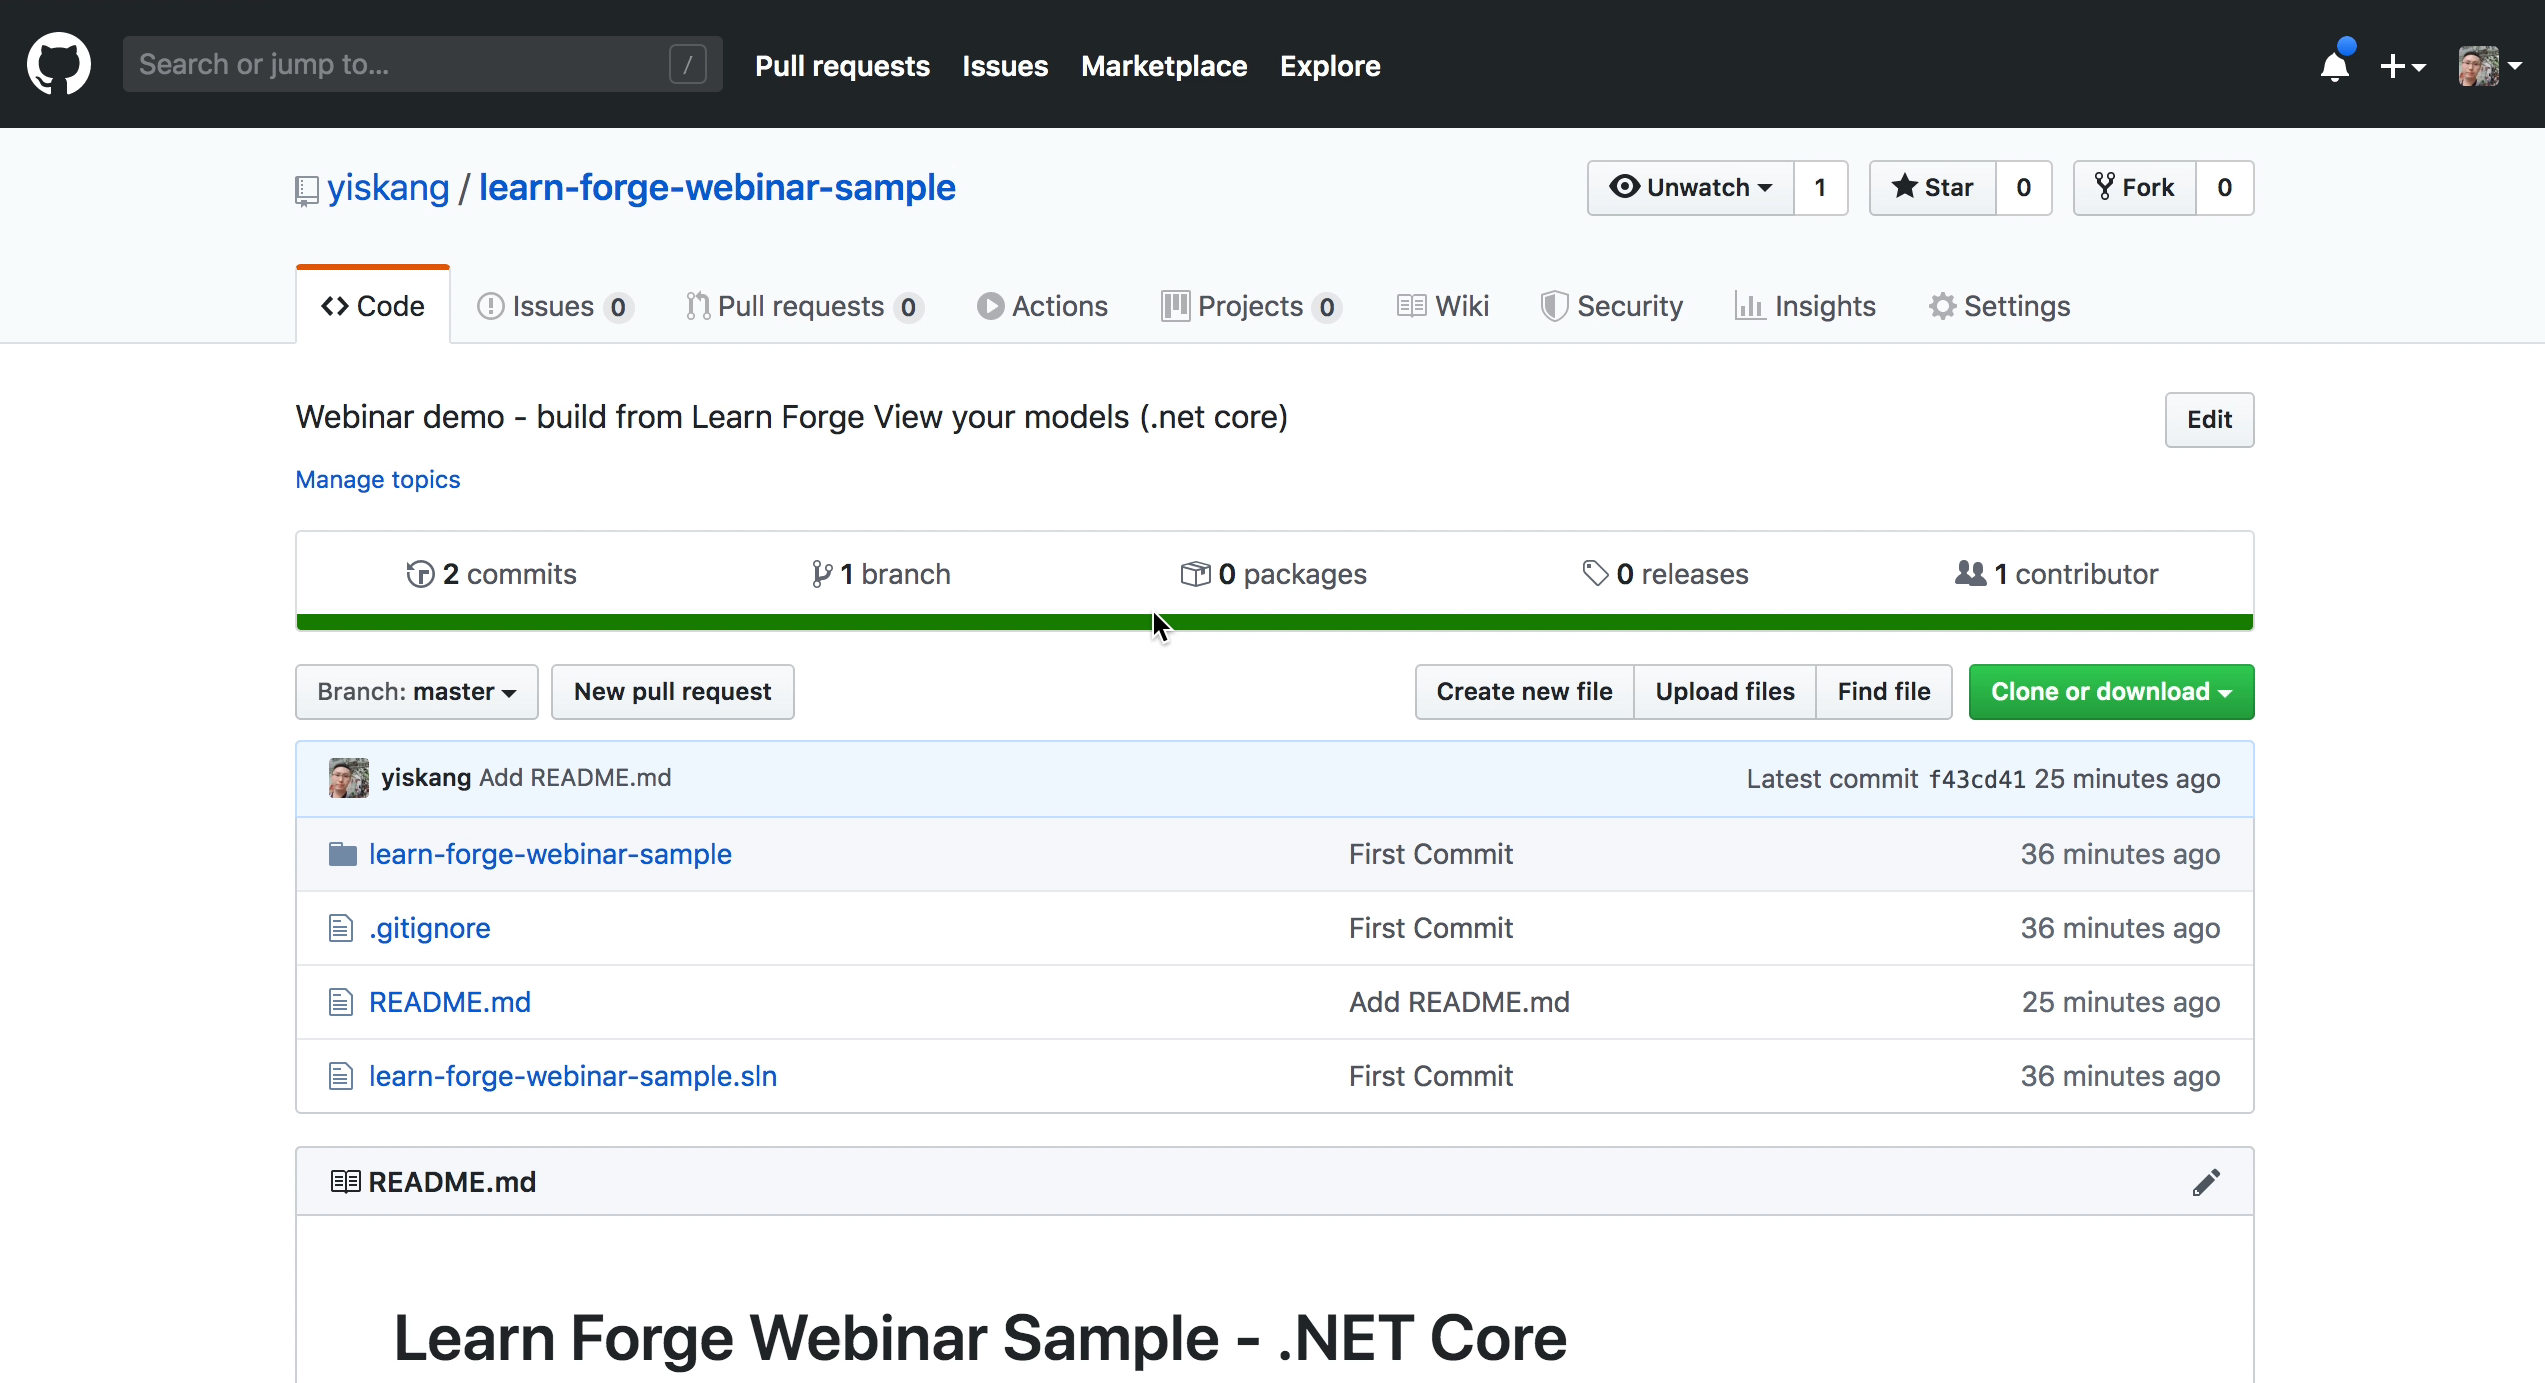 Search or jump to... / Pull requests Issues Marketplace Explore
yiskang / learn-forge-webinar-sample Unwatch 1 Star 0 Fork 0
Code Issues 0 Pull requests 0 Actions Projects 0 Wiki Security Insights Settings
Webinar demo - build from Learn Forge View your models (.net core) Edit
Manage topics
2 commits 1 branch 0 packages 0 releases 1 contributor
Branch: master New pull request Create new file Upload files Find file Clone or download
yiskang Add README.md Latest commit f43cd41 25 minutes ago
learn-forge-webinar-sample First Commit 36 minutes ago
.gitignore First Commit 36 minutes ago
README.md Add README.md 25 minutes ago
learn-forge-webinar-sample.sln First Commit 36 minutes ago
README.md
Learn Forge Webinar Sample - .NET Core